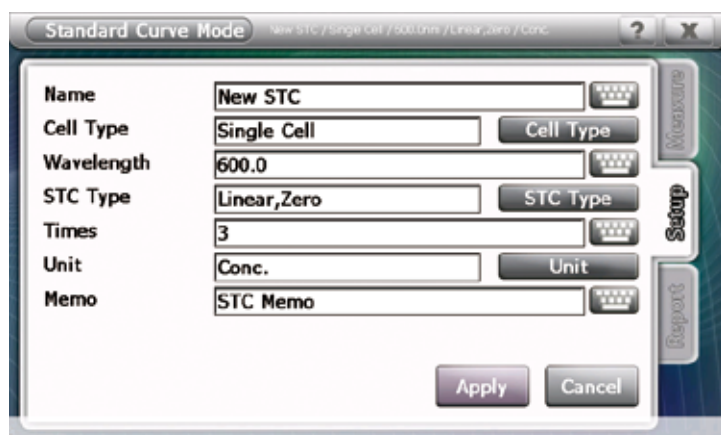 Standard Curve Mode New STC / Single Cell / 600.0nm / Linear,Zero / Conc. ? X
Name New STC
Cell Type Single Cell Cell Type
Wavelength 600.0
STC Type Linear,Zero STC Type
Times 3
Unit Conc. Unit
Memo STC Memo
Apply Cancel
Measure
Setup
Report